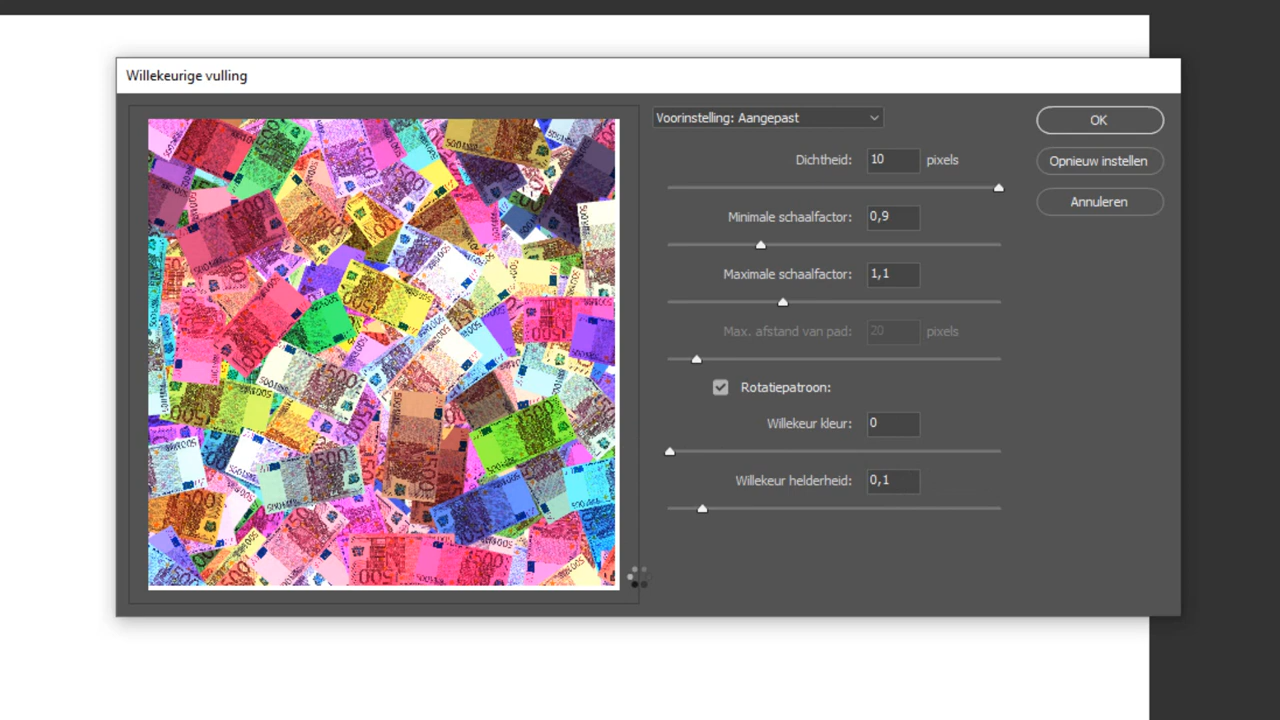 Willekeurige vulling
Voorinstelling: Aangepast
OK
Dichtheid: 10 pixels
Opnieuw instellen
Annuleren
Minimale schaalfactor: 0,9
Maximale schaalfactor: 1,1
Max. afstand van pad: 20 pixels
Rotatiepatroon:
Willekeur kleur: 0
Willekeur helderheid: 0,1